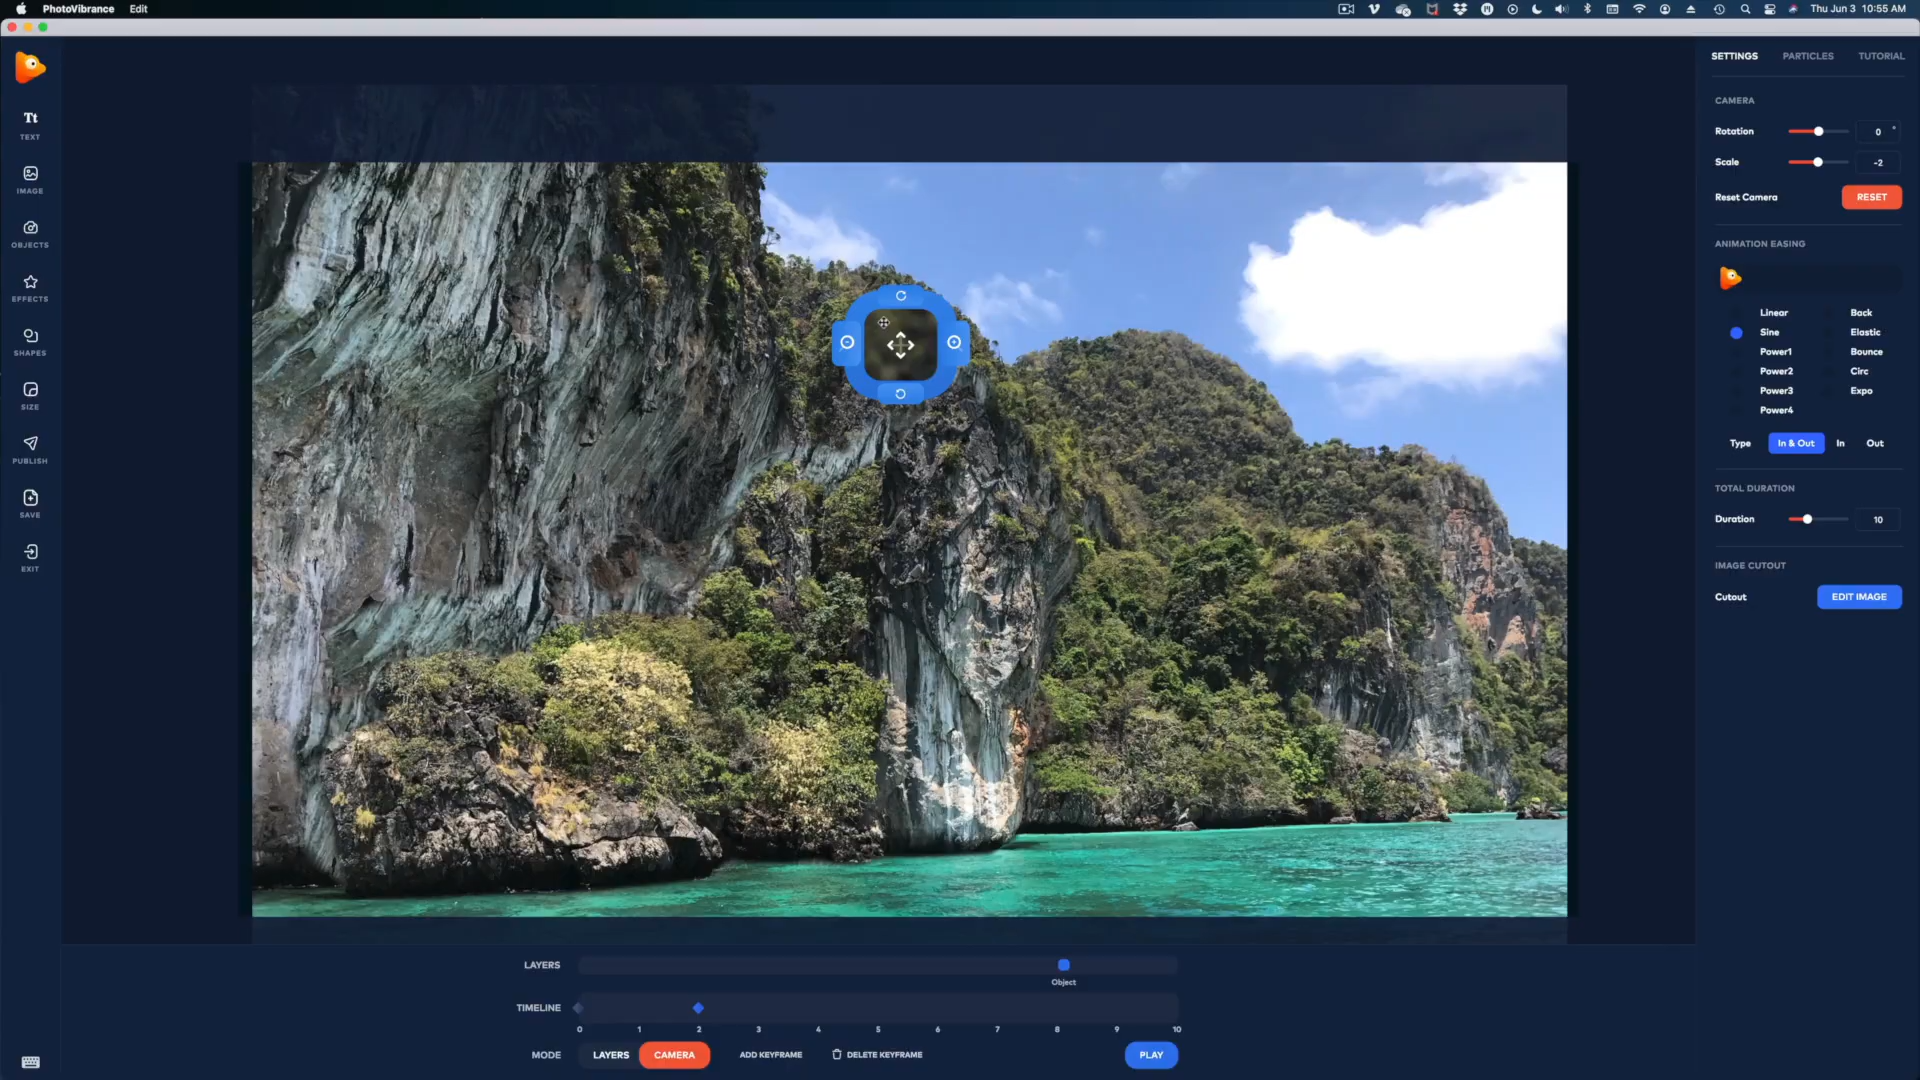 PhotoVibrance Edit
Thu Jun 3 10:55 AM
SETTINGS PARTICLES TUTORIAL
Tt
TEXT
IMAGE
OBJECTS
EFFECTS
SHAPES
SIZE
PUBLISH
SAVE
EXIT
CAMERA
Rotation 0 °
Scale -2
Reset Camera RESET
ANIMATION EASING
Linear Back
Sine Elastic
Power1 Bounce
Power2 Circ
Power3 Expo
Power4
Type In & Out In Out
TOTAL DURATION
Duration 10
IMAGE CUTOUT
Cutout EDIT IMAGE
LAYERS
Object
TIMELINE
0 1 2 3 4 5 6 7 8 9 10
MODE LAYERS CAMERA ADD KEYFRAME DELETE KEYFRAME PLAY